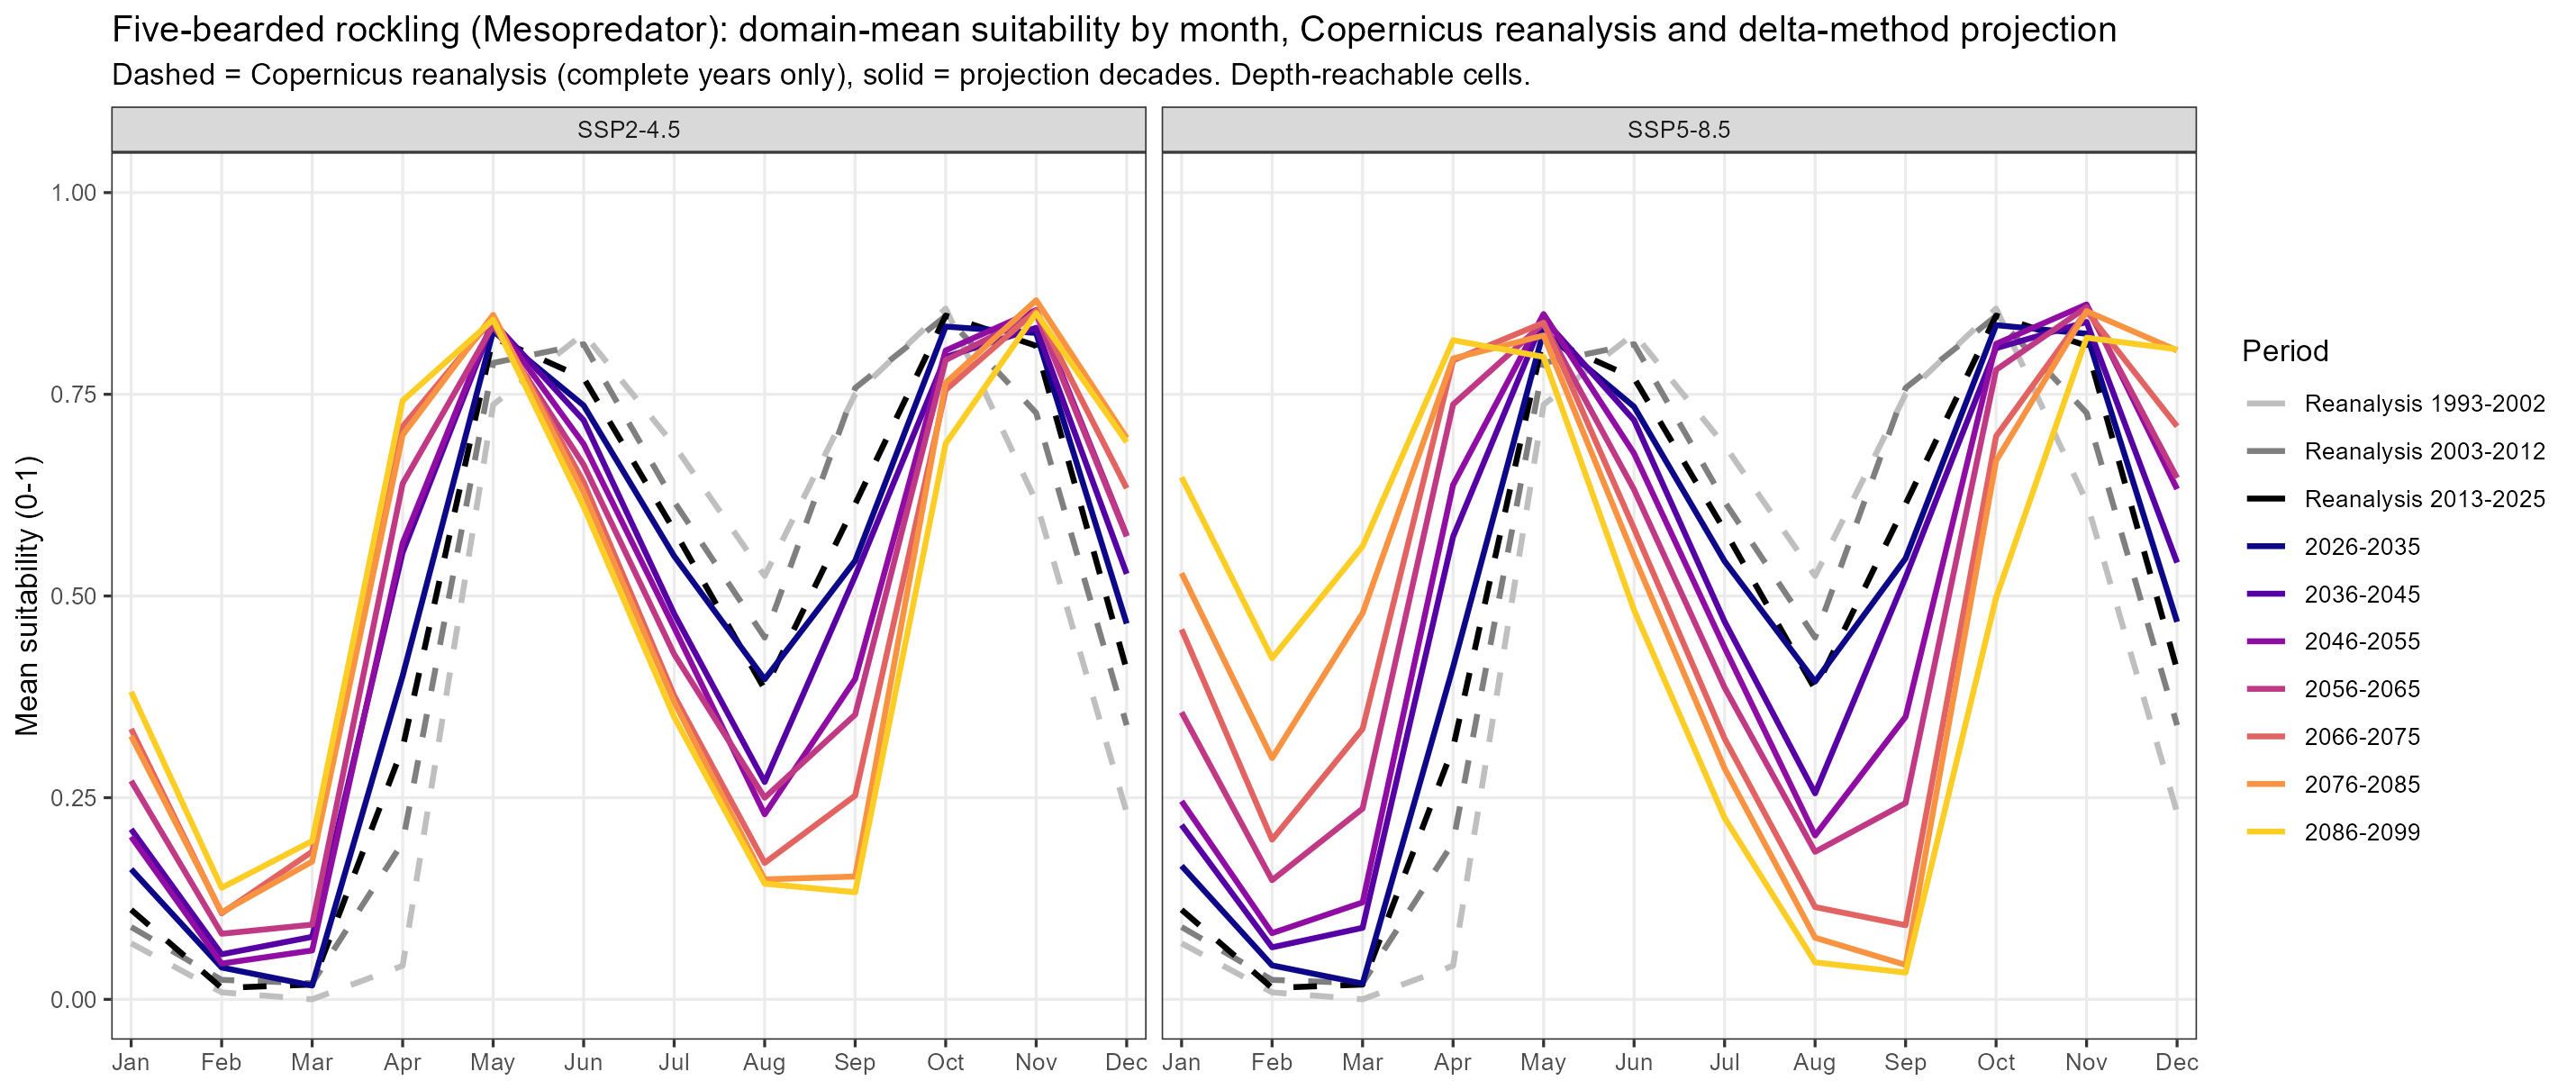 Five-bearded rockling (Mesopredator): domain-mean suitability by month, Copernicus reanalysis and delta-method projection
Dashed = Copernicus reanalysis (complete years only), solid = projection decades. Depth-reachable cells.
SSP2-4.5
SSP5-8.5
Mean suitability (0-1)
1.00
0.75
0.50
0.25
0.00
Jan Feb Mar Apr May Jun Jul Aug Sep Oct Nov Dec
Jan Feb Mar Apr May Jun Jul Aug Sep Oct Nov Dec
Period
Reanalysis 1993-2002
Reanalysis 2003-2012
Reanalysis 2013-2025
2026-2035
2036-2045
2046-2055
2056-2065
2066-2075
2076-2085
2086-2099